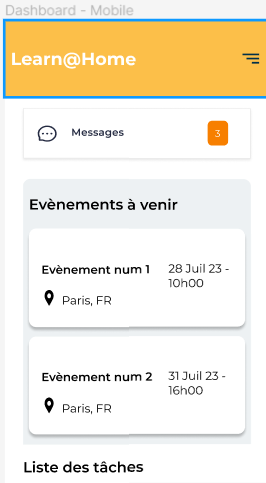 Dashboard - Mobile
Learn@Home
Messages
3
Evènements à venir
Evènement num 1
28 Juil 23 -
10h00
Paris, FR
Evènement num 2
31 Juil 23 -
16h00
Paris, FR
Liste des tâches